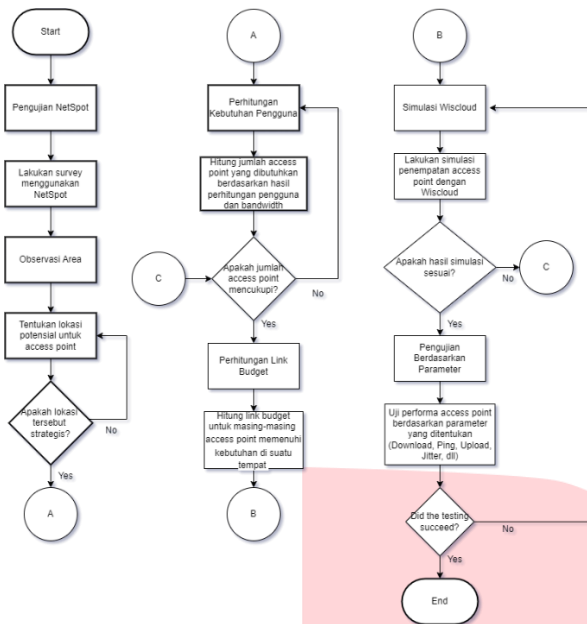 Start
Pengujian NetSpot
Lakukan survey
menggunakan
NetSpot
Observasi Area
Tentukan lokasi
potensial untuk
access point
Apakah lokasi
tersebut
strategis?
No
Yes
A
A
Perhitungan
Kebutuhan Pengguna
Hitung jumlah access
point yang dibutuhkan
berdasarkan hasil
perhitungan pengguna
dan bandwidth
C
Apakah jumlah
access point
mencukupi?
No
Yes
Perhitungan Link
Budget
Hitung link budget
untuk masing-masing
access point memenuhi
kebutuhan di suatu
tempat
B
B
Simulasi Wiscloud
Lakukan simulasi
penempatan access
point dengan
Wiscloud
Apakah hasil simulasi
sesuai?
No
C
Yes
Pengujian
Berdasarkan
Parameter
Uji performa access point
berdasarkan parameter
yang ditentukan
(Download, Ping, Upload,
Jitter, dll)
Did the testing
succeed?
No
Yes
End